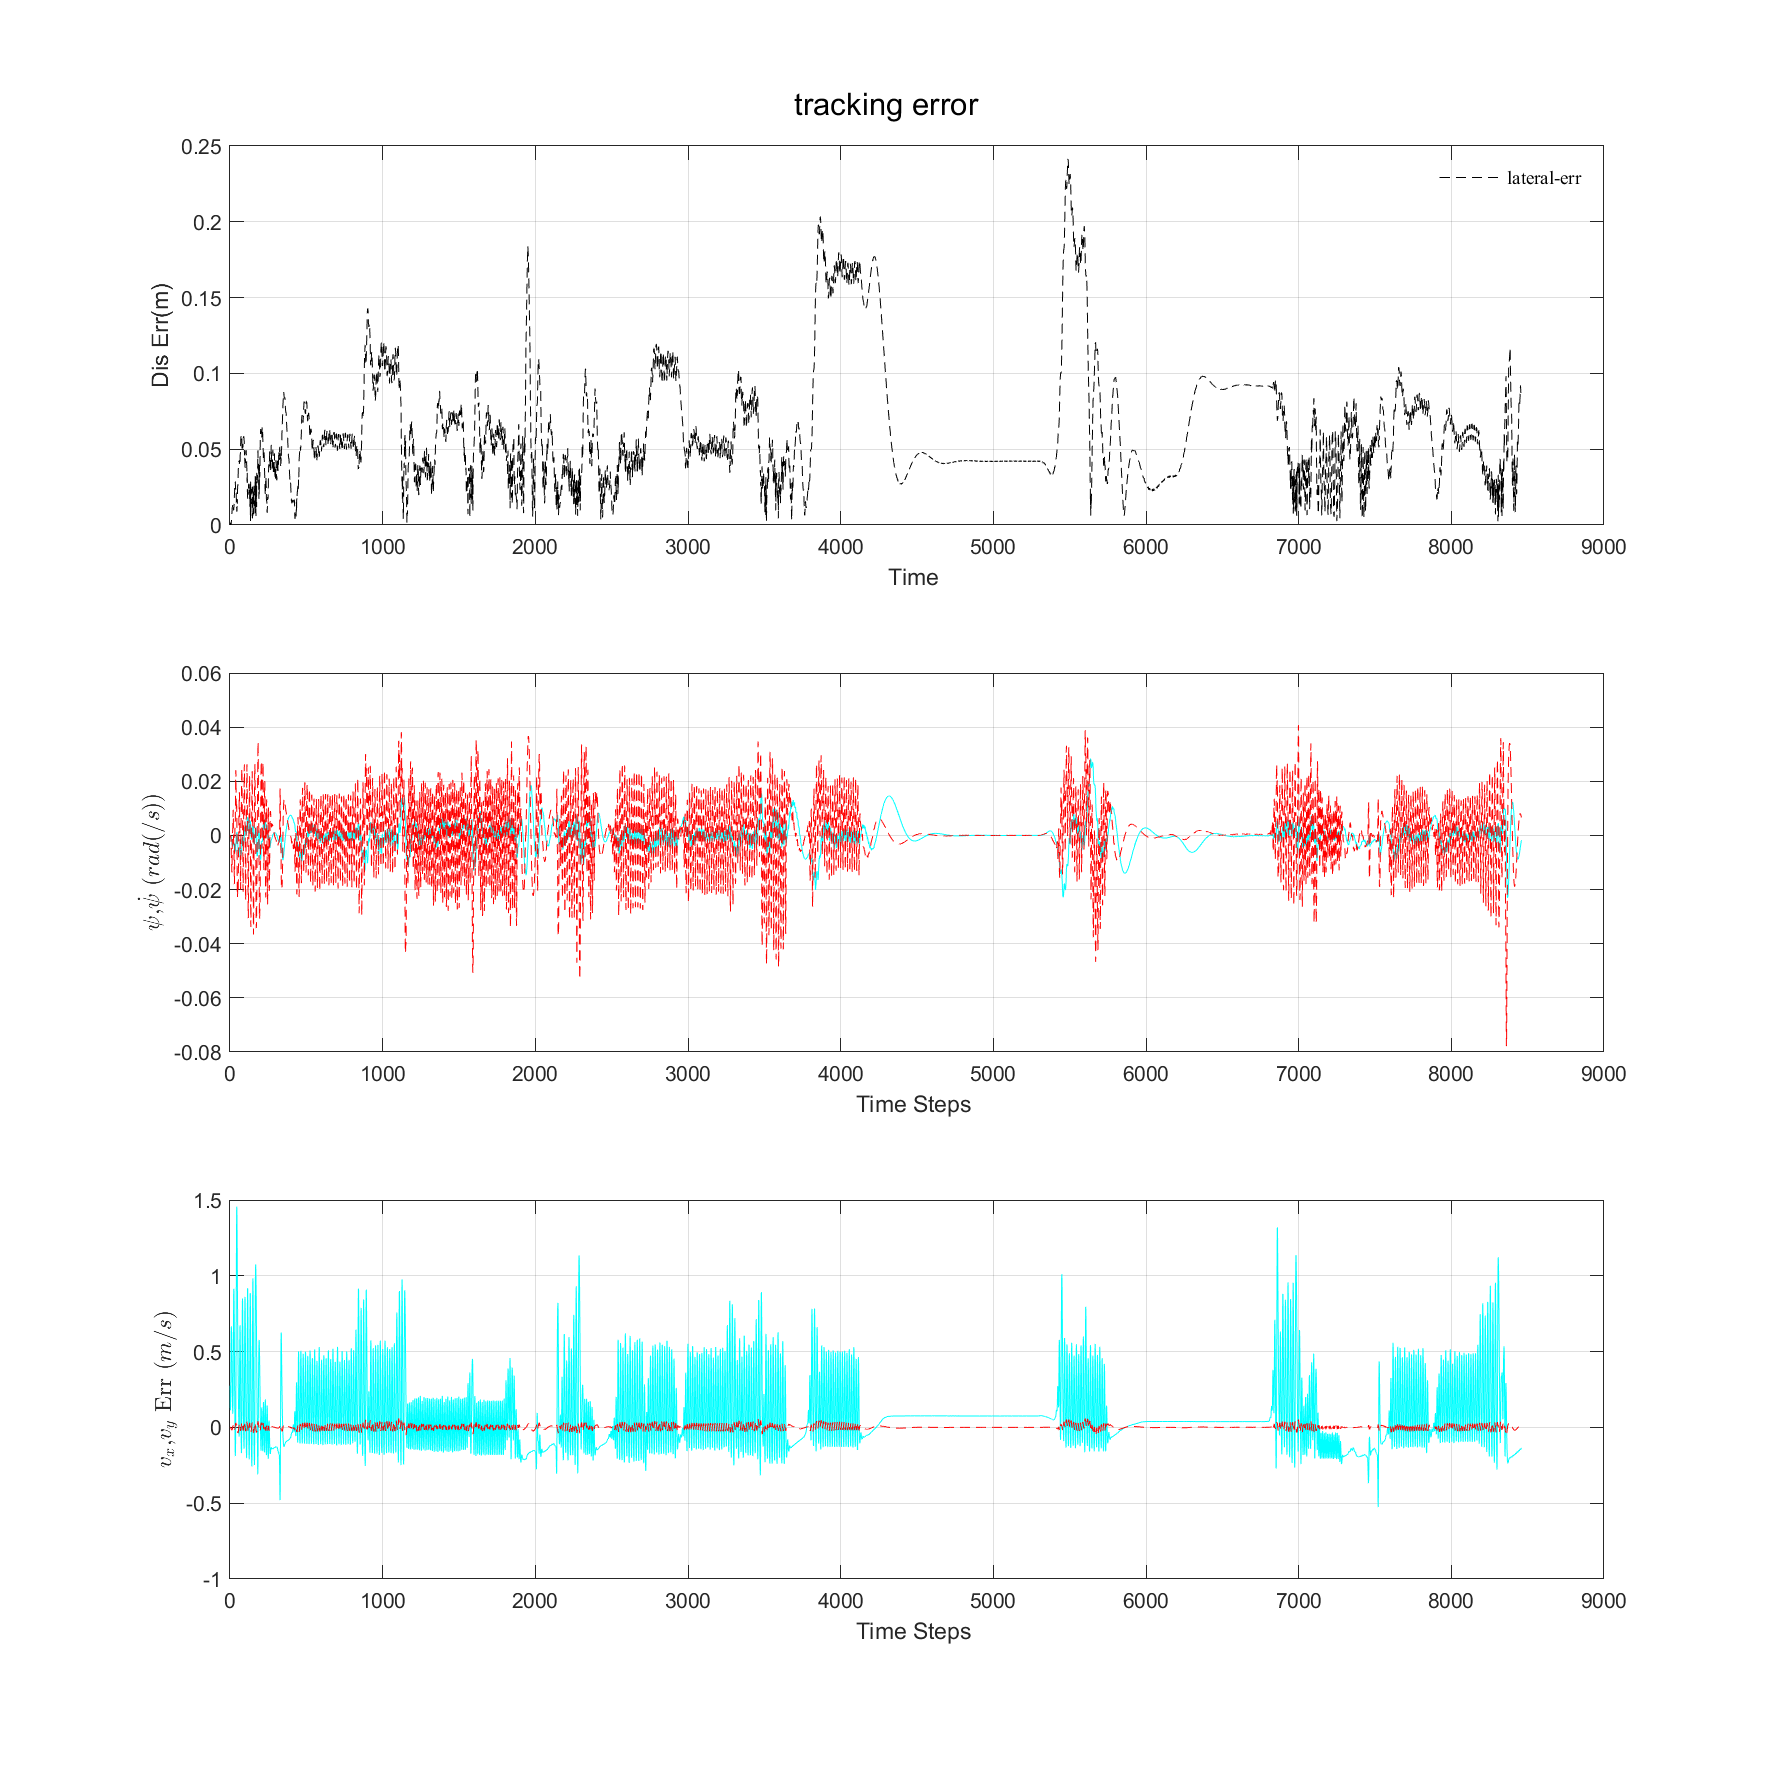 tracking error
Dis Err(m)
0.25
0.2
0.15
0.1
0.05
0
lateral-err
0 1000 2000 3000 4000 5000 6000 7000 8000 9000
Time
ψ,ψ̇ (rad(/s))
0.06
0.04
0.02
0
-0.02
-0.04
-0.06
-0.08
0 1000 2000 3000 4000 5000 6000 7000 8000 9000
Time Steps
v_x,v_y Err (m/s)
1.5
1
0.5
0
-0.5
-1
0 1000 2000 3000 4000 5000 6000 7000 8000 9000
Time Steps